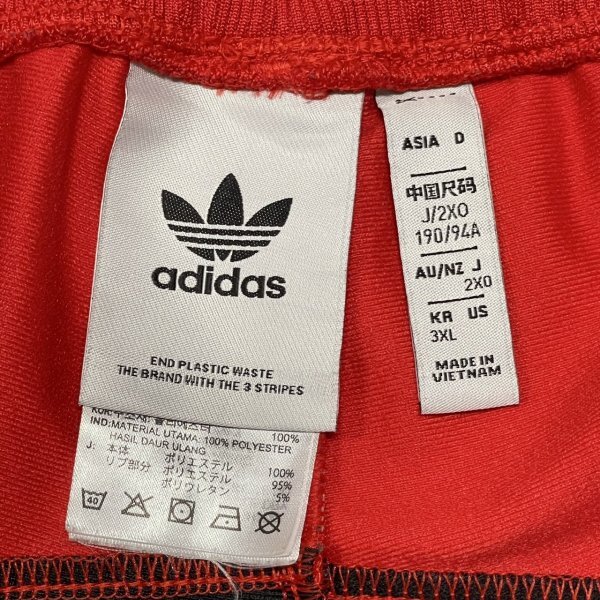 adidas
END PLASTIC WASTE
THE BRAND WITH THE 3 STRIPES
100%
IND:MATERIAL UTAMA: 100% POLYESTER
HASIL DAUR ULANG
J: 本体 ポリエステル 100%
リブ部分 ポリエステル 95%
ポリウレタン 5%
40
ASIA D
中国尺码
J/2XO
190/94A
AU/NZ J
2XO
KR US
3XL
MADE IN
VIETNAM